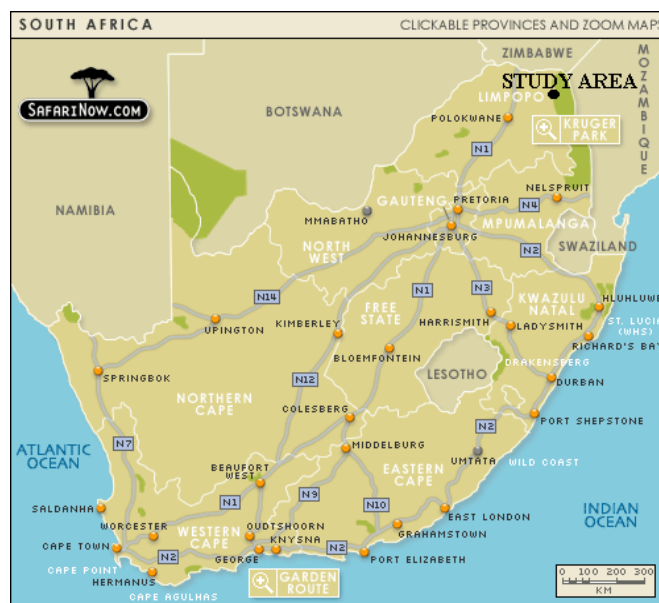 SOUTH AFRICA
CLICKABLE PROVINCES AND ZOOM MAPS
ZIMBABWE
MOZAMBIQUE
STUDY AREA
SAFARINOW.COM
LIMPOPO
BOTSWANA
POLOKWANE
KRUGER
PARK
N1
NELSPRUIT
GAUTENG
PRETORIA
N4
NAMIBIA
MMABATHO
MPUMALANGA
JOHANNESBURG
NORTH
WEST
N2
SWAZILAND
N14
N1
N3
KWAZULU
NATAL
HLUHLUWE
FREE
STATE
UPINGTON
KIMBERLEY
HARRISMITH
LADYSMITH
ST. LUCIA
(WHS)
RICHARD'S BAY
BLOEMFONTEIN
DRAKENSBERG
SPRINGBOK
N12
LESOTHO
DURBAN
NORTHERN
CAPE
COLESBERG
N2
PORT SHEPSTONE
N7
MIDDELBURG
ATLANTIC
OCEAN
UMTATA
WILD COAST
BEAUFORT
WEST
EASTERN
CAPE
N1
N9
N10
SALDANHA
EAST LONDON
INDIAN
OCEAN
WORCESTER
WESTERN
CAPE
OUDTSHOORN
GRAHAMSTOWN
KNYSNA
CAPE TOWN
N2
GEORGE
N2
PORT ELIZABETH
CAPE POINT
HERMANUS
GARDEN
ROUTE
0 100 200 300
KM
CAPE AGULHAS